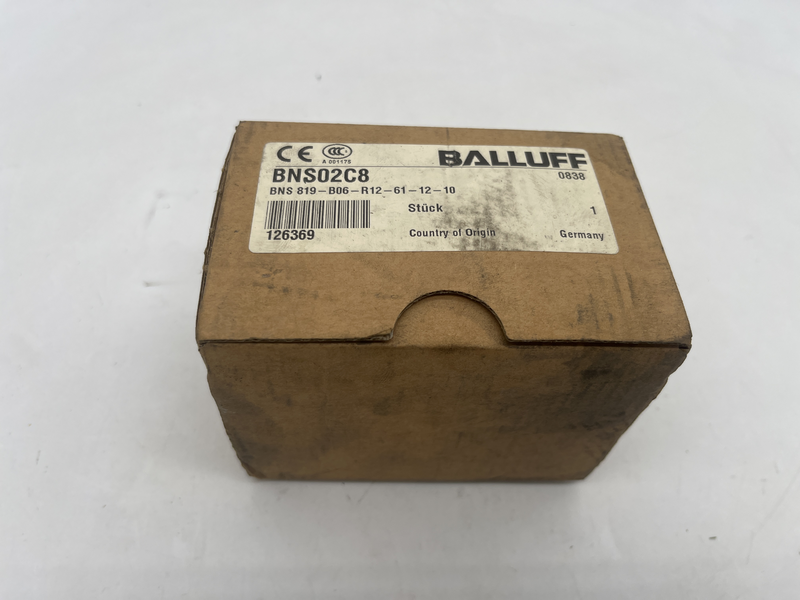 CE CCC BALLUFF
A 001175
BNS02C8 0838
BNS 819-B06-R12-61-12-10
Stück 1
126369 Country of Origin Germany